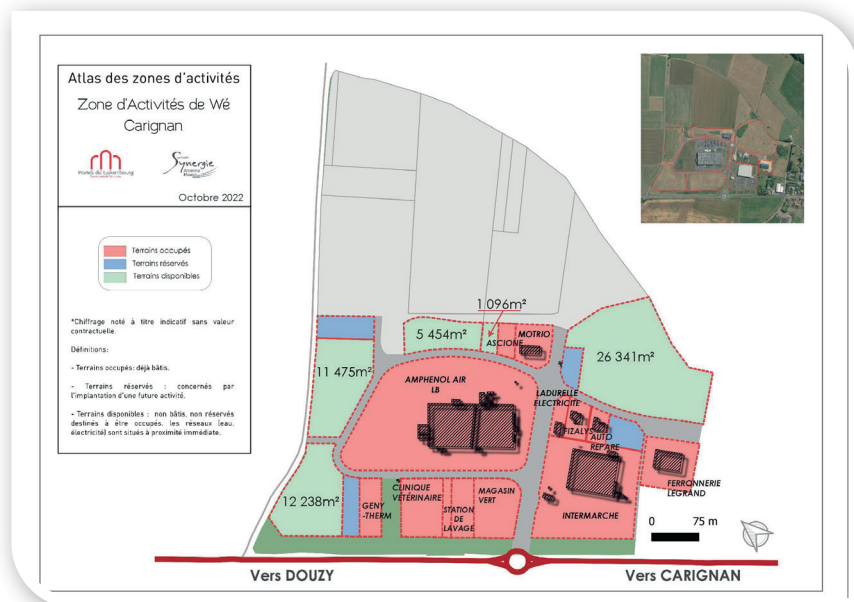 Atlas des zones d'activités
Zone d'Activités de Wé
Carignan
Portes du Luxembourg
Synergie
Octobre 2022
Terrains occupés
Terrains réservés
Terrains disponibles
*Chiffrage noté à titre indicatif sans valeur
contractuelle.
Définitions:
- Terrains occupés: déjà bâtis.
- Terrains réservés : concernés par
l'implantation d'une future activité.
- Terrains disponibles : non bâtis, non réservés
destinés à être occupés, les réseaux (eau,
électricité) sont situés à proximité immédiate.
1 096m²
5 454m²
ASCIONE
MOTRIO
26 341m²
11 475m²
AMPHENOL AIR
LB
LADURELLE
ELECTRICITE
FIZALYS
AUTO
REPARE
FERRONNERIE
LEGRAND
12 238m²
GENY
-THERM
CLINIQUE
VÉTÉRINAIRE
STATION
DE
LAVAGE
MAGASIN
VERT
INTERMARCHE
0 75 m
Vers DOUZY
Vers CARIGNAN